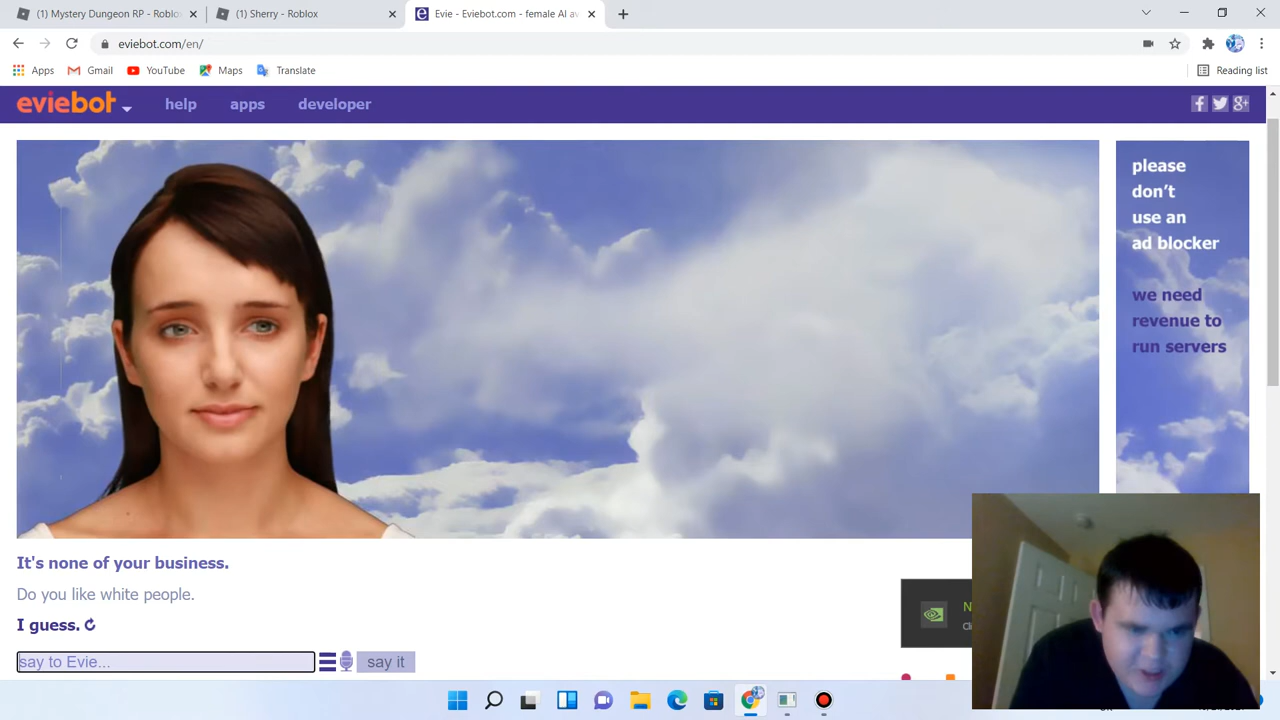 (1) Mystery Dungeon RP - Roblo
(1) Sherry - Roblox
Evie - Eviebot.com - female AI av
eviebot.com/en/
Apps
Gmail
YouTube
Maps
Translate
Reading list
eviebot
help
apps
developer
please
don't
use an
ad blocker
we need
revenue to
run servers
It's none of your business.
Do you like white people.
I guess.
say to Evie...
say it